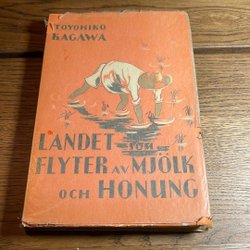 TOYOHIKO
KAGAWA
LANDET SOM
FLYTER AV MJÖLK
OCH HONUNG